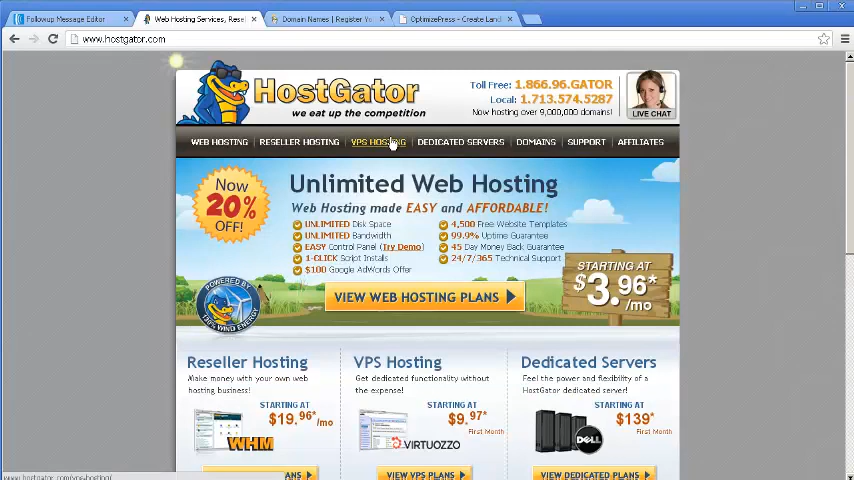 Followup Message Editor
Web Hosting Services, Resel
Domain Names | Register Yo
OptimizePress - Create Land
www.hostgator.com
HostGator
we eat up the competition
Toll Free: 1.866.96.GATOR
Local: 1.713.574.5287
Now hosting over 9,000,000 domains!
LIVE CHAT
WEB HOSTING
RESELLER HOSTING
VPS HOSTING
DEDICATED SERVERS
DOMAINS
SUPPORT
AFFILIATES
Now
20%
OFF!
Unlimited Web Hosting
Web Hosting made EASY and AFFORDABLE!
UNLIMITED Disk Space
UNLIMITED Bandwidth
EASY Control Panel (Try Demo)
1-CLICK Script Installs
$100 Google AdWords Offer
4,500 Free Website Templates
99.9% Uptime Guarantee
45 Day Money Back Guarantee
24/7/365 Technical Support
STARTING AT
$3.96*
/mo
VIEW WEB HOSTING PLANS
POWERED BY
100% WIND ENERGY
Reseller Hosting
Make money with your own web
hosting business!
STARTING AT
$19.96*/mo
WHM
VPS Hosting
Get dedicated functionality without
the expense!
STARTING AT
$9.97*
First Month
VIRTUOZZO
VIEW VPS PLANS
Dedicated Servers
Feel the power and flexibility of a
HostGator dedicated server!
STARTING AT
$139*
First Month
DELL
VIEW DEDICATED PLANS
www.hostgator.com/vps-hosting/